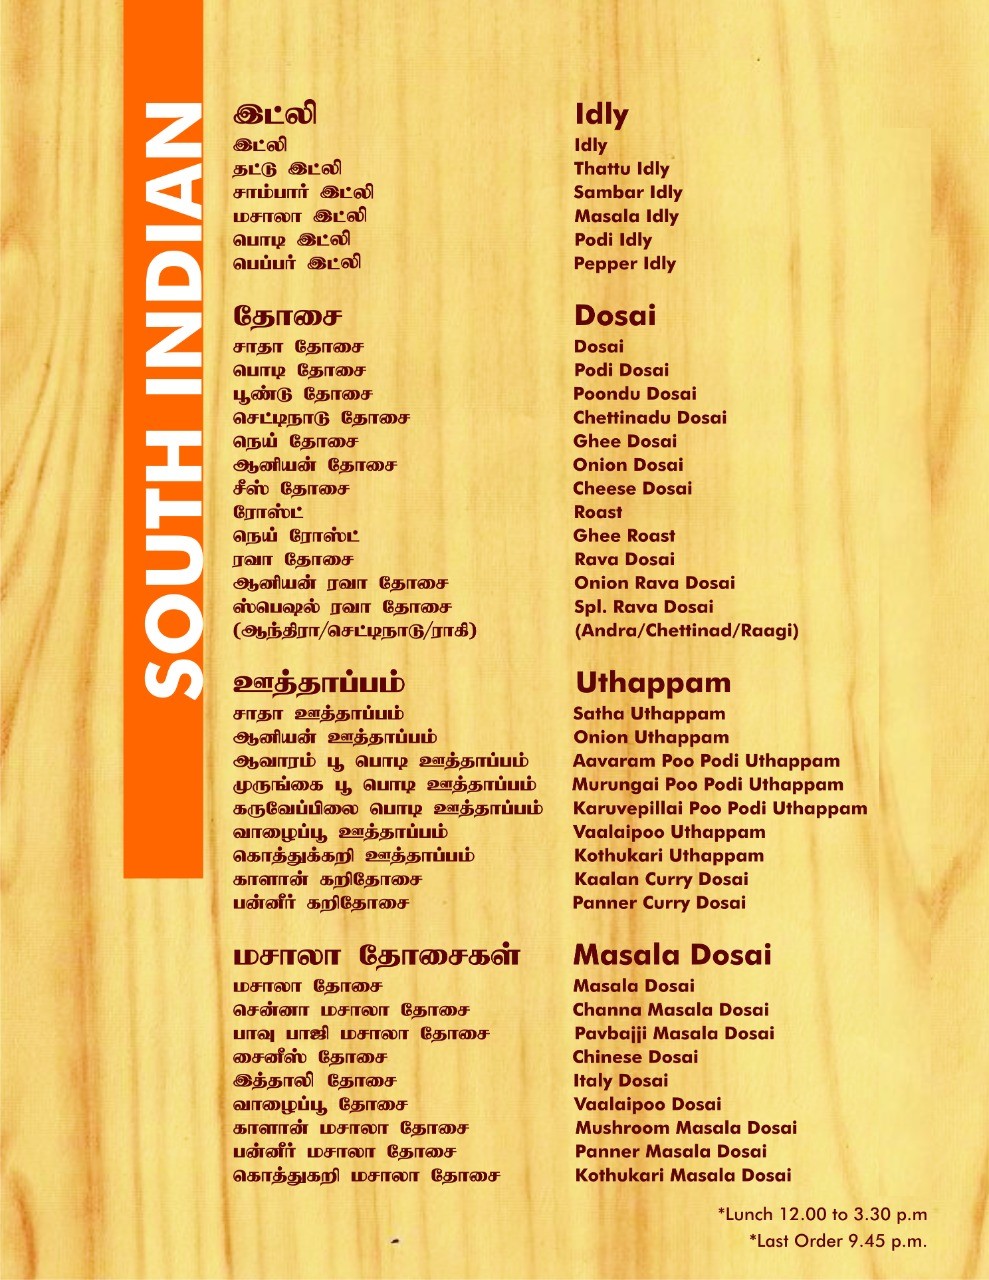 SOUTH INDIAN
இட்லி Idly
இட்லி Idly
தட்டு இட்லி Thattu Idly
சாம்பார் இட்லி Sambar Idly
மசாலா இட்லி Masala Idly
பொடி இட்லி Podi Idly
பெப்பர் இட்லி Pepper Idly
தோசை Dosai
சாதா தோசை Dosai
பொடி தோசை Podi Dosai
பூண்டு தோசை Poondu Dosai
செட்டிநாடு தோசை Chettinadu Dosai
நெய் தோசை Ghee Dosai
ஆனியன் தோசை Onion Dosai
சீஸ் தோசை Cheese Dosai
ரோஸ்ட் Roast
நெய் ரோஸ்ட் Ghee Roast
ரவா தோசை Rava Dosai
ஆனியன் ரவா தோசை Onion Rava Dosai
ஸ்பெஷல் ரவா தோசை Spl. Rava Dosai
(ஆந்திரா/செட்டிநாடு/ராகி) (Andra/Chettinad/Raagi)
ஊத்தாப்பம் Uthappam
சாதா ஊத்தாப்பம் Satha Uthappam
ஆனியன் ஊத்தாப்பம் Onion Uthappam
ஆவாரம் பூ பொடி ஊத்தாப்பம் Aavaram Poo Podi Uthappam
முருங்கை பூ பொடி ஊத்தாப்பம் Murungai Poo Podi Uthappam
கருவேப்பிலை பொடி ஊத்தாப்பம் Karuvepillai Poo Podi Uthappam
வாழைப்பூ ஊத்தாப்பம் Vaalaipoo Uthappam
கொத்துக்கறி ஊத்தாப்பம் Kothukari Uthappam
காளான் கறிதோசை Kaalan Curry Dosai
பன்னீர் கறிதோசை Panner Curry Dosai
மசாலா தோசைகள் Masala Dosai
மசாலா தோசை Masala Dosai
சென்னா மசாலா தோசை Channa Masala Dosai
பாவு பாஜி மசாலா தோசை Pavbajji Masala Dosai
சைனீஸ் தோசை Chinese Dosai
இத்தாலி தோசை Italy Dosai
வாழைப்பூ தோசை Vaalaipoo Dosai
காளான் மசாலா தோசை Mushroom Masala Dosai
பன்னீர் மசாலா தோசை Panner Masala Dosai
கொத்துகறி மசாலா தோசை Kothukari Masala Dosai
*Lunch 12.00 to 3.30 p.m
*Last Order 9.45 p.m.